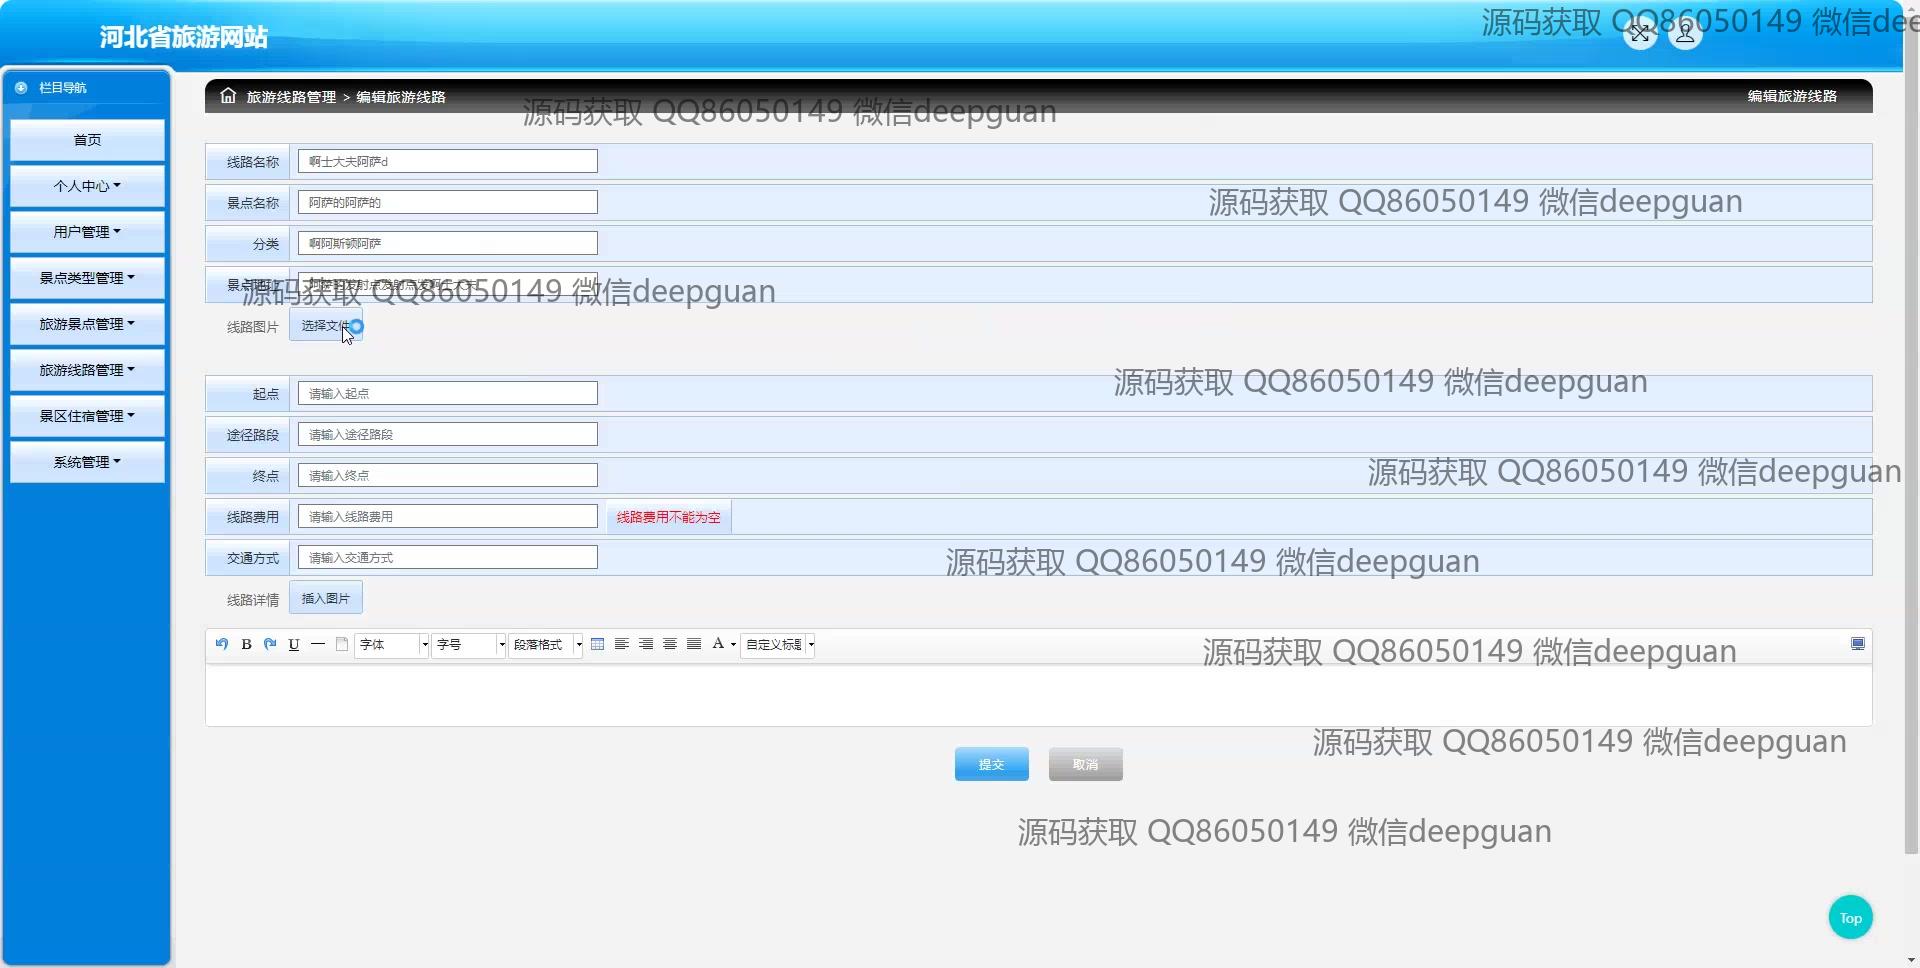 河北省旅游网站
源码获取 QQ86050149 微信dee
栏目导航
首页
个人中心
用户管理
景点类型管理
旅游景点管理
旅游线路管理
景区住宿管理
系统管理
旅游线路管理 > 编辑旅游线路
编辑旅游线路
源码获取 QQ86050149 微信deepguan
线路名称 啊士大夫阿萨d
景点名称 阿萨的阿萨的
源码获取 QQ86050149 微信deepguan
分类 啊阿斯顿阿萨
景点地址
源码获取 QQ86050149 微信deepguan
线路图片 选择文件
起点 请输入起点
源码获取 QQ86050149 微信deepguan
途径路段 请输入途径路段
终点 请输入终点
源码获取 QQ86050149 微信deepguan
线路费用 请输入线路费用 线路费用不能为空
交通方式 请输入交通方式
源码获取 QQ86050149 微信deepguan
线路详情 插入图片
B U 字体 字号 段落格式 A 自定义标题
源码获取 QQ86050149 微信deepguan
源码获取 QQ86050149 微信deepguan
提交 取消
源码获取 QQ86050149 微信deepguan
Top